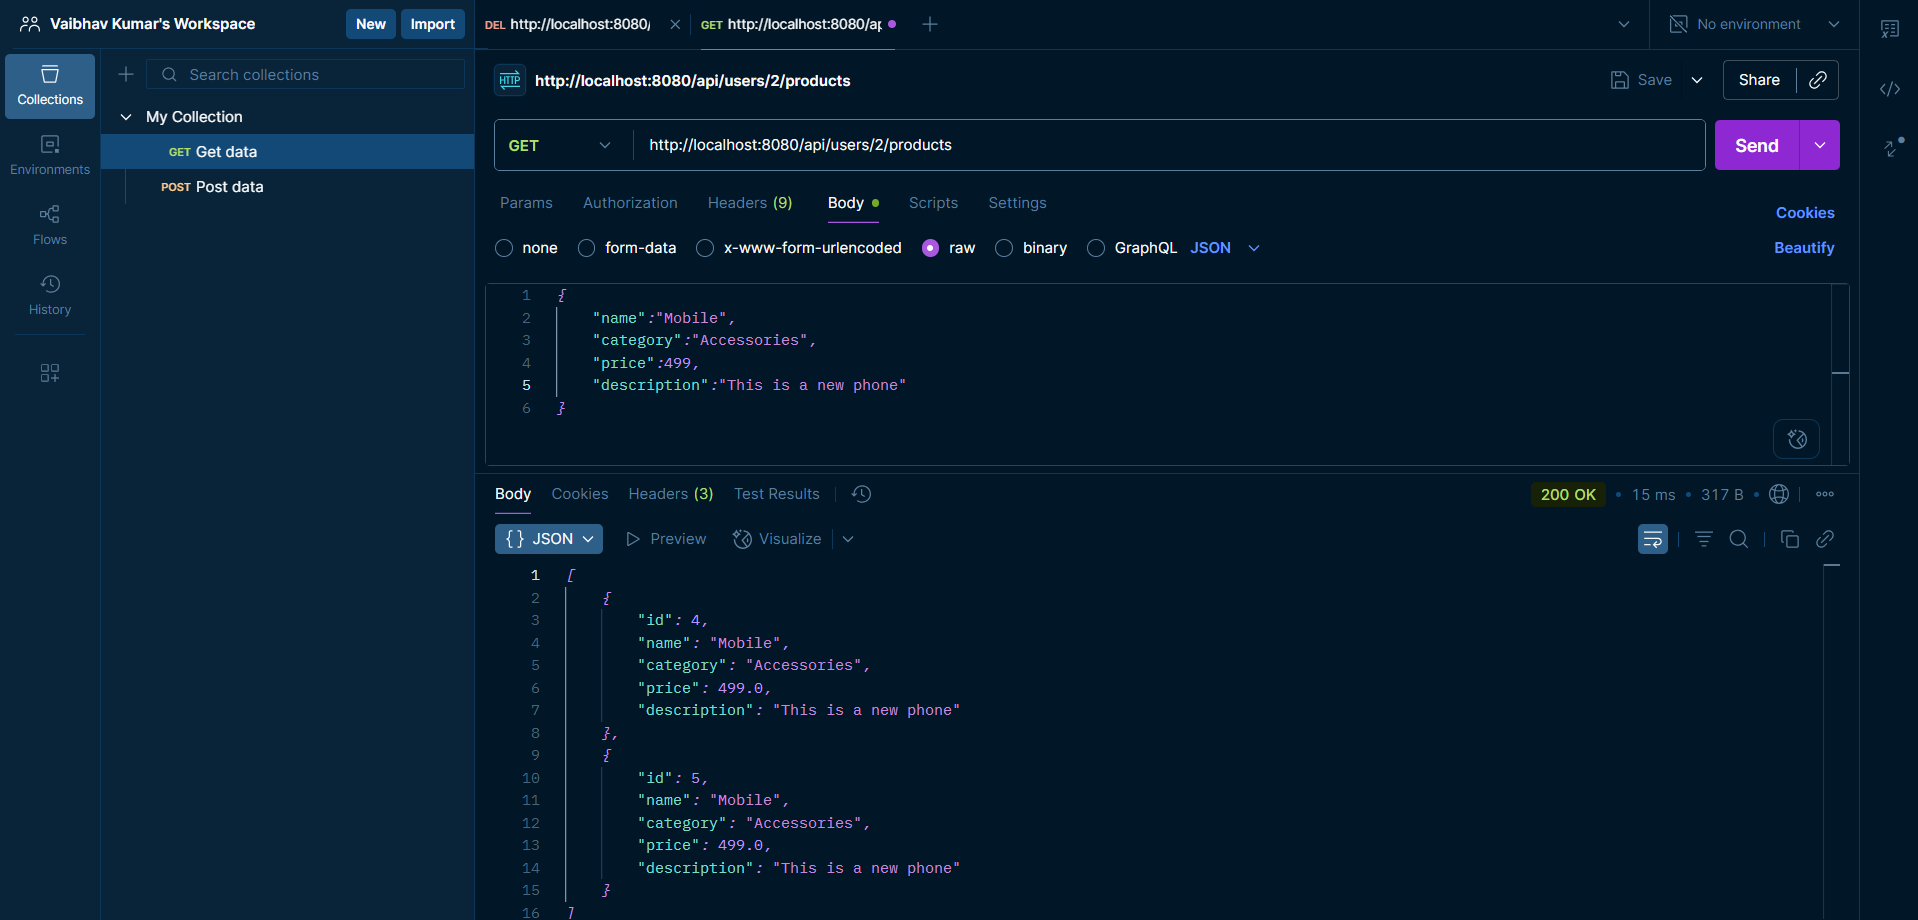 Vaibhav Kumar's Workspace
New
Import
DEL http://localhost:8080/
GET http://localhost:8080/ap
No environment
Collections
Search collections
http://localhost:8080/api/users/2/products
Save
Share
My Collection
GET Get data
POST Post data
Environments
Flows
History
GET
http://localhost:8080/api/users/2/products
Send
Params Authorization Headers (9) Body Scripts Settings
Cookies
none form-data x-www-form-urlencoded raw binary GraphQL JSON
Beautify
1 {
2 "name":"Mobile",
3 "category":"Accessories",
4 "price":499,
5 "description":"This is a new phone"
6 }
Body Cookies Headers (3) Test Results
200 OK • 15 ms • 317 B •
{} JSON Preview Visualize
1 [
2 {
3 "id": 4,
4 "name": "Mobile",
5 "category": "Accessories",
6 "price": 499.0,
7 "description": "This is a new phone"
8 },
9 {
10 "id": 5,
11 "name": "Mobile",
12 "category": "Accessories",
13 "price": 499.0,
14 "description": "This is a new phone"
15 }
16 ]